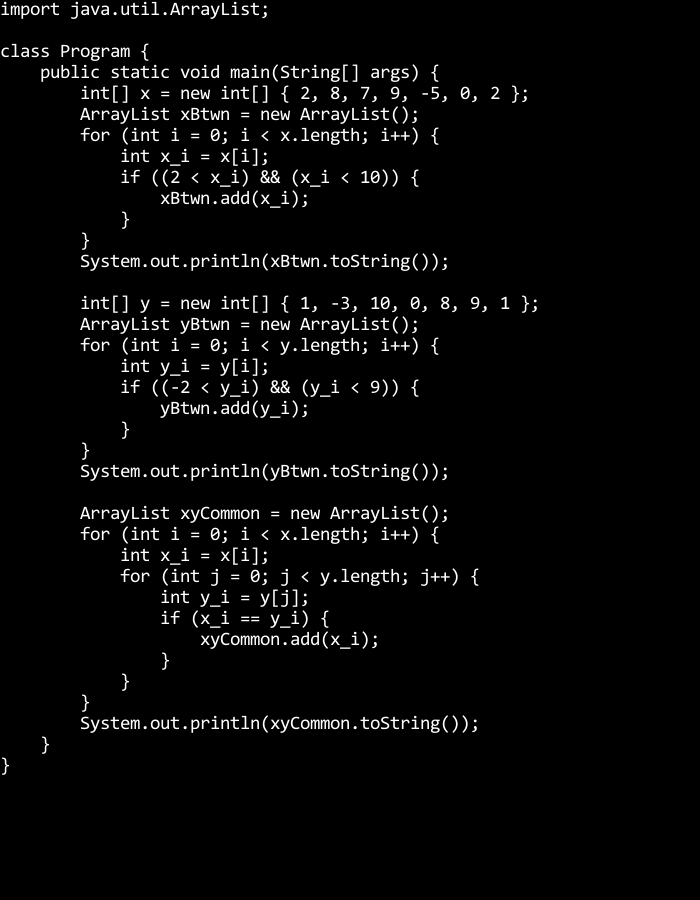 import java.util.ArrayList;

class Program {
    public static void main(String[] args) {
        int[] x = new int[] { 2, 8, 7, 9, -5, 0, 2 };
        ArrayList xBtwn = new ArrayList();
        for (int i = 0; i < x.length; i++) {
            int x_i = x[i];
            if ((2 < x_i) && (x_i < 10)) {
                xBtwn.add(x_i);
            }
        }
        System.out.println(xBtwn.toString());

        int[] y = new int[] { 1, -3, 10, 0, 8, 9, 1 };
        ArrayList yBtwn = new ArrayList();
        for (int i = 0; i < y.length; i++) {
            int y_i = y[i];
            if ((-2 < y_i) && (y_i < 9)) {
                yBtwn.add(y_i);
            }
        }
        System.out.println(yBtwn.toString());

        ArrayList xyCommon = new ArrayList();
        for (int i = 0; i < x.length; i++) {
            int x_i = x[i];
            for (int j = 0; j < y.length; j++) {
                int y_i = y[j];
                if (x_i == y_i) {
                    xyCommon.add(x_i);
                }
            }
        }
        System.out.println(xyCommon.toString());
    }
}